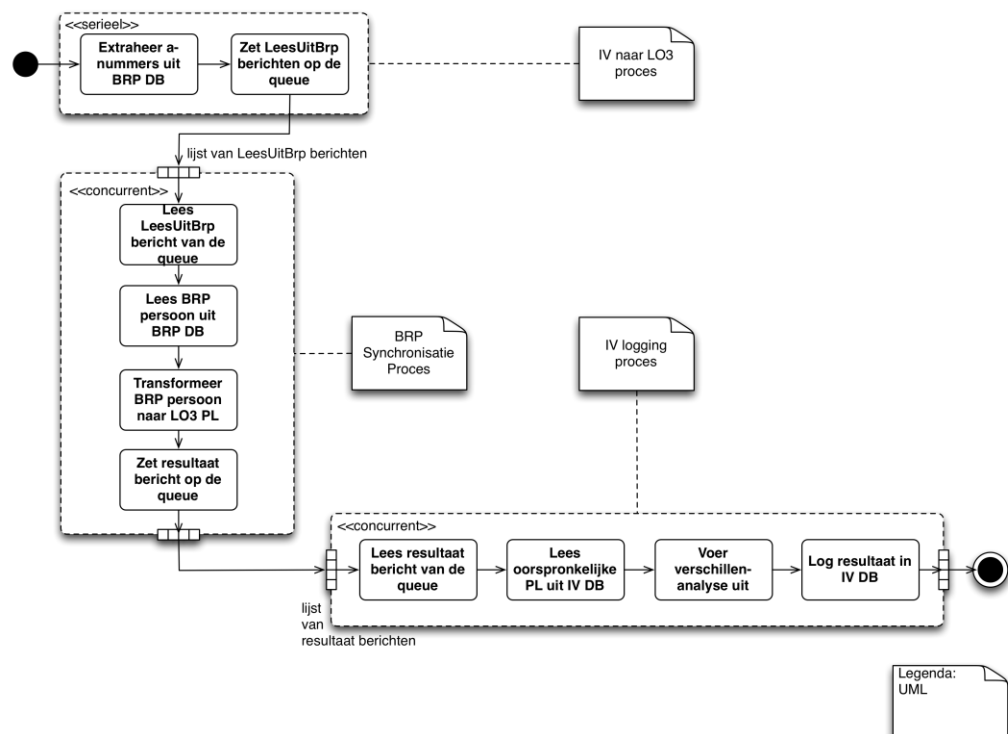 <<serieel>>
Extraheer a-
nummers uit
BRP DB
Zet LeesUitBrp
berichten op de
queue
IV naar LO3
proces
lijst van LeesUitBrp berichten
<<concurrent>>
Lees
LeesUitBrp
bericht van de
queue
Lees BRP
persoon uit
BRP DB
Transformeer
BRP persoon
naar LO3 PL
Zet resultaat
bericht op de
queue
BRP
Synchronisatie
Proces
IV logging
proces
<<concurrent>>
Lees resultaat
bericht van de
queue
Lees
oorspronkelijke
PL uit IV DB
Voer
verschillen-
analyse uit
Log resultaat in
IV DB
lijst
van
resultaat berichten
Legenda:
UML